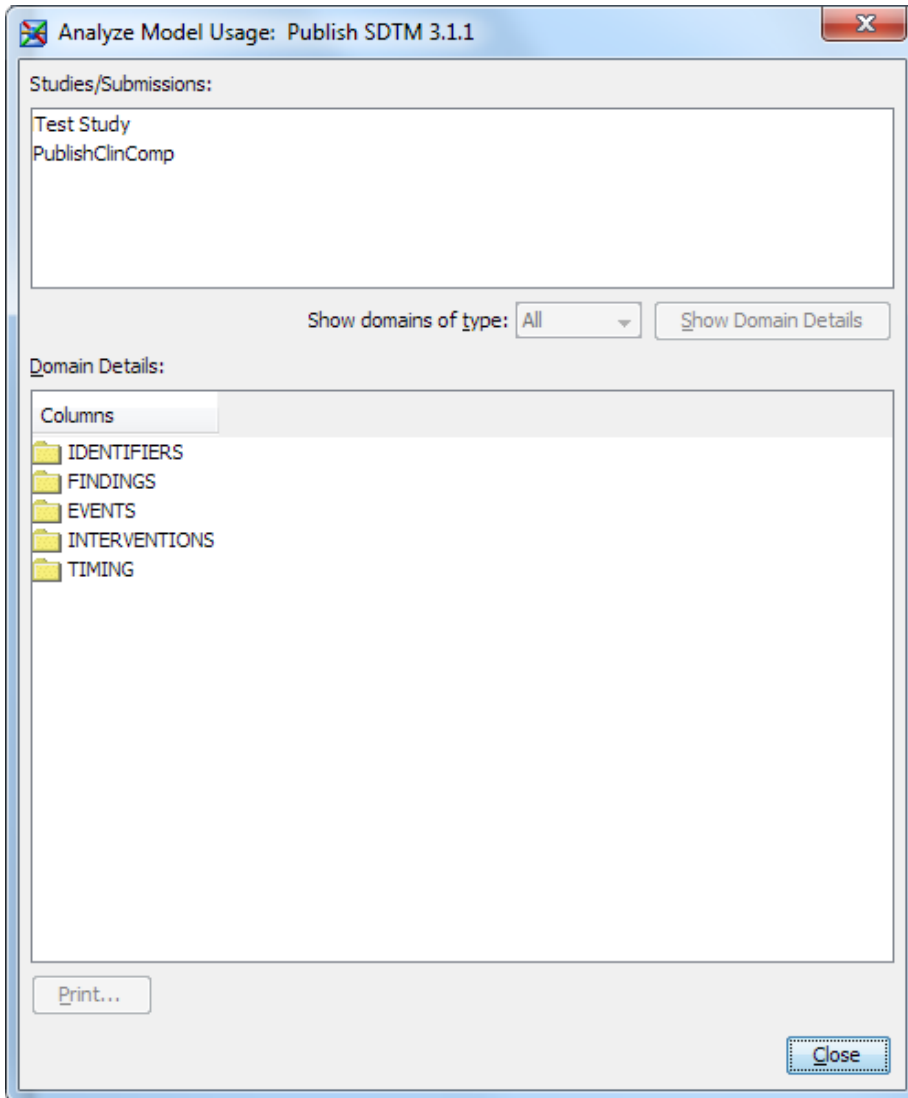 Analyze Model Usage: Publish SDTM 3.1.1
Studies/Submissions:
Test Study
PublishClinComp
Show domains of type: All Show Domain Details
Domain Details:
Columns
IDENTIFIERS
FINDINGS
EVENTS
INTERVENTIONS
TIMING
Print...
Close